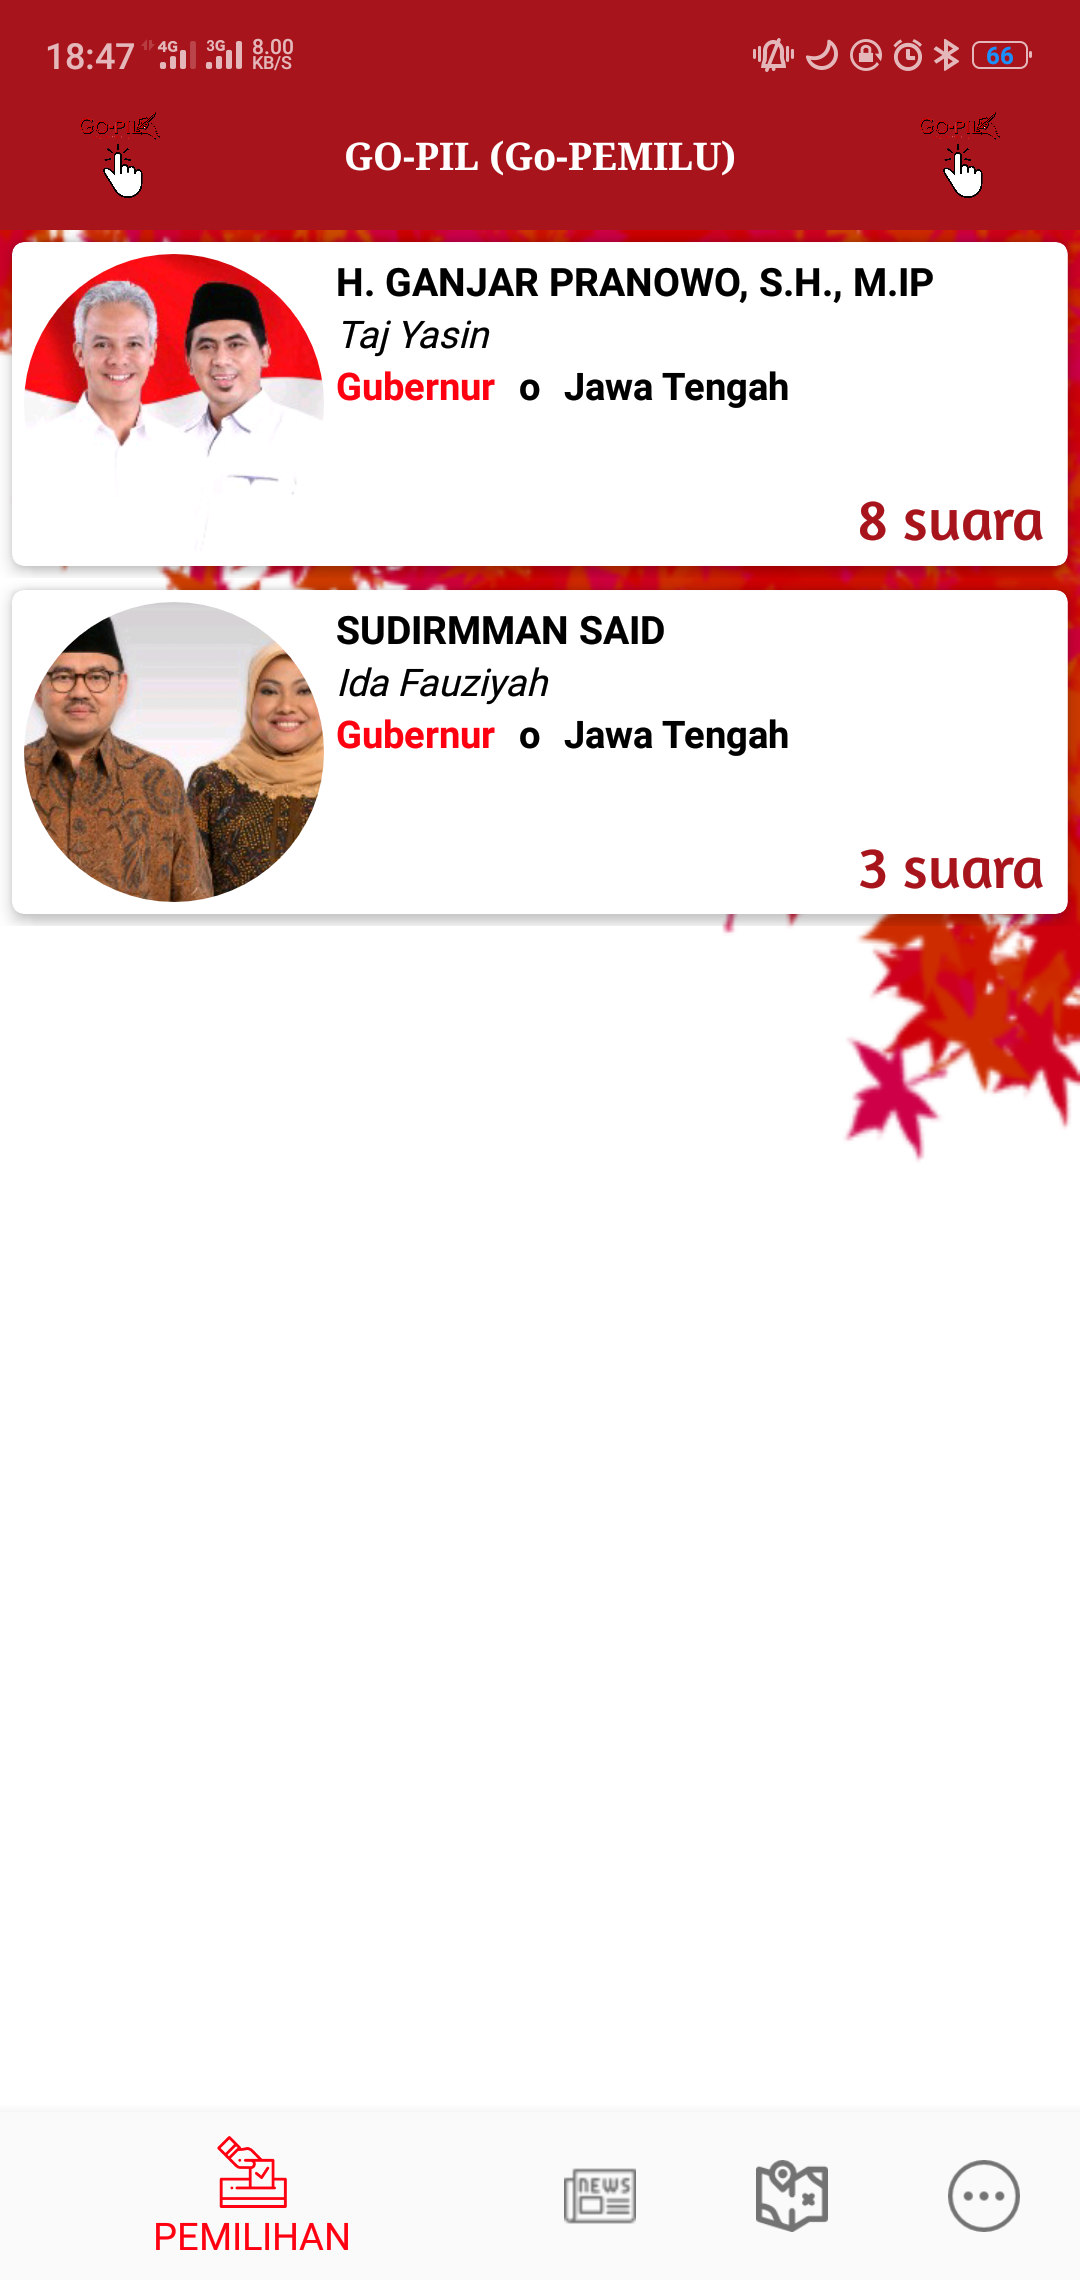 18:47 4G 3G 8.00 KB/S 66
GO-PIL GO-PIL
GO-PIL (Go-PEMILU)
H. GANJAR PRANOWO, S.H., M.IP
Taj Yasin
Gubernur o Jawa Tengah
8 suara
SUDIRMMAN SAID
Ida Fauziyah
Gubernur o Jawa Tengah
3 suara
NEWS
PEMILIHAN